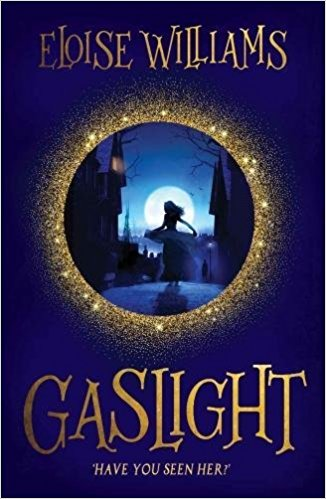 ELOISE WILLIAMS
GASLIGHT
'HAVE YOU SEEN HER?'